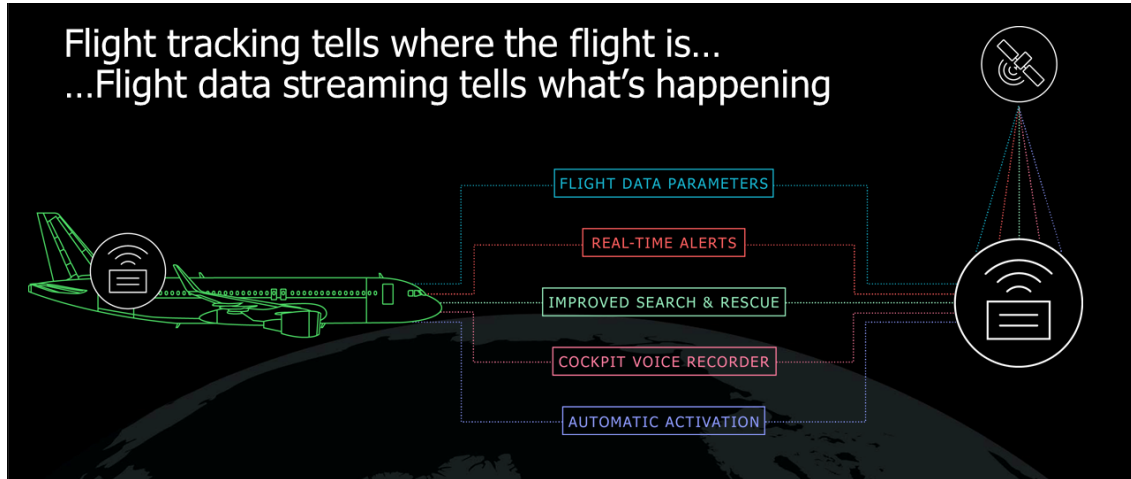 Flight tracking tells where the flight is...
...Flight data streaming tells what's happening
FLIGHT DATA PARAMETERS
REAL-TIME ALERTS
IMPROVED SEARCH & RESCUE
COCKPIT VOICE RECORDER
AUTOMATIC ACTIVATION